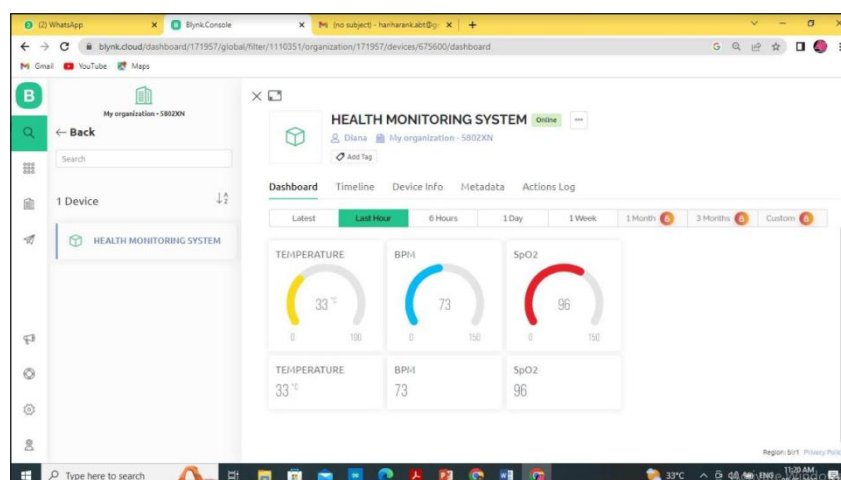 (2) WhatsApp
Blynk.Console
(no subject) - hariharank.abt@g
blynk.cloud/dashboard/171957/global/filter/1110351/organization/171957/devices/675600/dashboard
Gmail YouTube Maps
B
My organization - 5802XN
← Back
Search
1 Device
HEALTH MONITORING SYSTEM
HEALTH MONITORING SYSTEM Online
Diana My organization - 5802XN
Add Tag
Dashboard Timeline Device Info Metadata Actions Log
Latest Last Hour 6 Hours 1 Day 1 Week 1 Month 3 Months Custom
TEMPERATURE BPM SpO2
33 °C 73 96
0 100 0 150 0 150
TEMPERATURE BPM SpO2
33 °C 73 96
Region: blr1 Privacy Polic
Type here to search
33°C ENG 11:20 AM